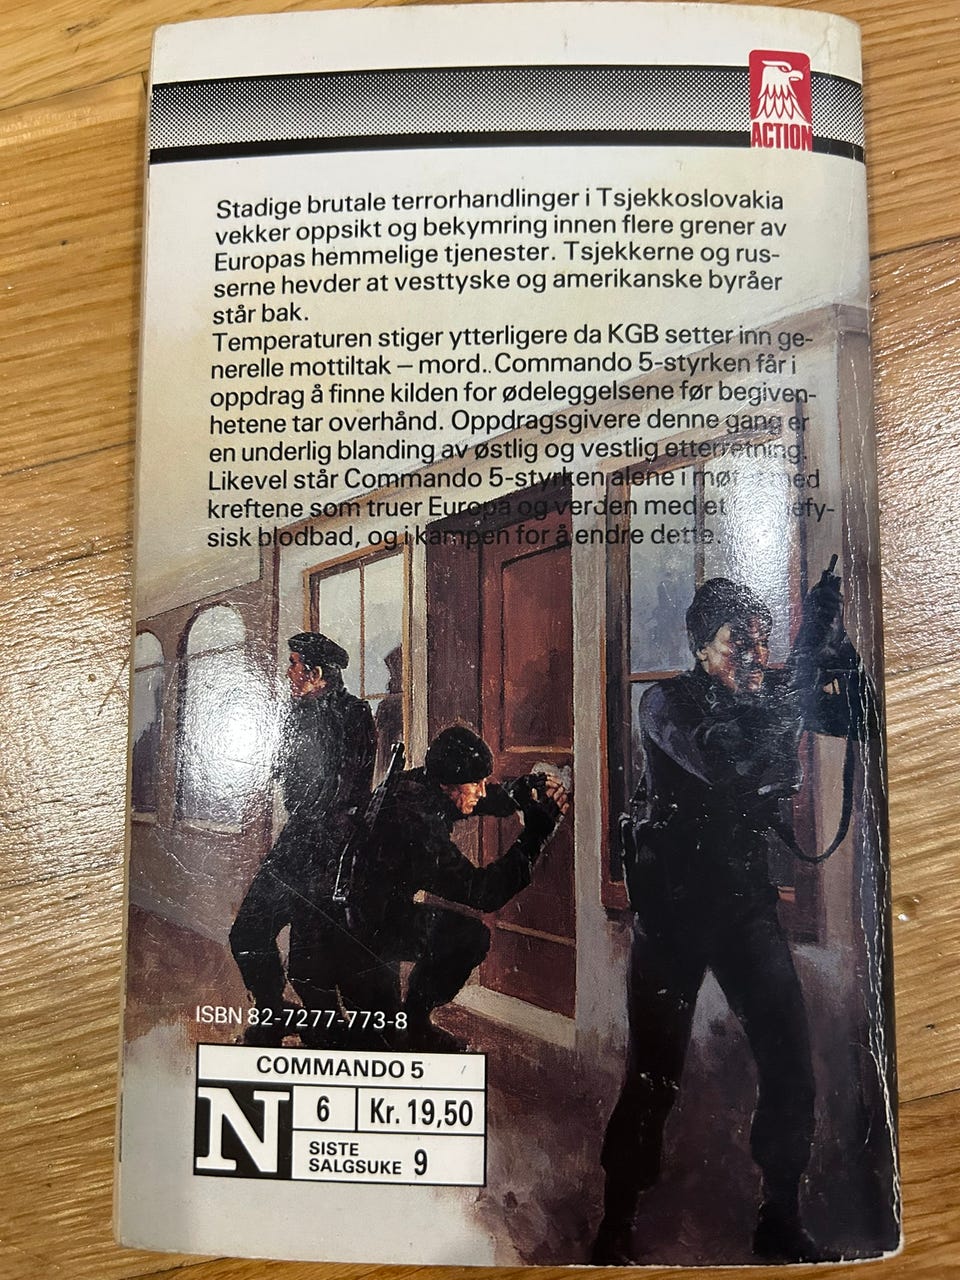 ACTION
Stadige brutale terrorhandlinger i Tsjekkoslovakia
vekker oppsikt og bekymring innen flere grener av
Europas hemmelige tjenester. Tsjekkerne og rus-
serne hevder at vesttyske og amerikanske byråer
står bak.
Temperaturen stiger ytterligere da KGB setter inn ge-
nerelle mottiltak – mord. Commando 5-styrken får i
oppdrag å finne kilden for ødeleggelsene før begiven-
hetene tar overhånd. Oppdragsgivere denne gang er
en underlig blanding av østlig og vestlig etterretning.
Likevel står Commando 5-styrken alene i møtet med
kreftene som truer Europa og verden med et
sisk blodbad, og i kampen for å endre dette.
ISBN 82-7277-773-8
COMMANDO 5
N 6 Kr. 19,50
SISTE
SALGSUKE 9